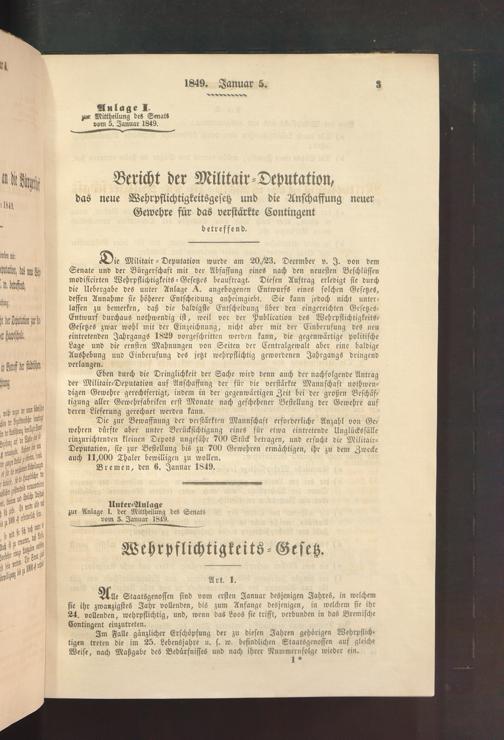 1849. Januar 5.
3
Anlage I.
zur Mittheilung des Senats
vom 5. Januar 1849.
Bericht der Militair-Deputation,
das neue Wehrpflichtigkeitsgesetz und die Anschaffung neuer
Gewehre für das verstärkte Contingent
betreffend.
Die Militair-Deputation wurde am 20/23. December v. J. von dem
Senate und der Bürgerschaft mit der Abfassung eines nach den neuesten Beschlüssen
modificirten Wehrpflichtigkeits-Gesetzes beauftragt. Diesen Auftrag erledigt sie durch
die Uebergabe des unter Anlage A. angebogenen Entwurfs eines solchen Gesetzes,
dessen Annahme sie höherer Entscheidung anheimgiebt. Sie kann jedoch nicht unter-
lassen zu bemerken, daß die baldigste Entscheidung über den eingereichten Gesetzes-
Entwurf durchaus nothwendig ist, weil vor der Publication des Wehrpflichtigkeits-
Gesetzes zwar wohl mit der Einzeichnung, nicht aber mit der Einberufung des neu
eintretenden Jahrgangs 1829 vorgeschritten werden kann, die gegenwärtige politische
Lage und die ernsten Mahnungen von Seiten der Centralgewalt aber eine baldige
Aushebung und Einberufung des jetzt wehrpflichtig gewordenen Jahrgangs dringend
verlangen.
Eben durch die Dringlichkeit der Sache wird denn auch der nachfolgende Antrag
der Militair-Deputation auf Anschaffung der für die verstärkte Mannschaft nothwen-
digen Gewehre gerechtfertigt, indem in der gegenwärtigen Zeit bei der großen Beschäf-
tigung aller Gewehrfabriken erst Monate nach geschehener Bestellung der Gewehre auf
deren Lieferung gerechnet werden kann.
Die zur Bewaffnung der verstärkten Mannschaft erforderliche Anzahl von Ge-
wehren dürfte aber unter Berücksichtigung eines für etwa eintretende Unglücksfälle
einzurichtenden kleinen Depots ungefähr 700 Stück betragen, und ersucht die Militair-
Deputation, sie zur Bestellung bis zu 700 Gewehren ermächtigen, ihr zu dem Zwecke
auch 11,000 Thaler bewilligen zu wollen.
Bremen, den 6. Januar 1849.
Unter-Anlage
zur Anlage I. der Mittheilung des Senats
vom 5. Januar 1849.
Wehrpflichtigkeits-Gesetz.
Art. 1.
Alle Staatsgenossen sind vom ersten Januar desjenigen Jahres, in welchem
sie ihr zwanzigstes Jahr vollenden, bis zum Anfange desjenigen, in welchem sie ihr
24. vollenden, wehrpflichtig, und, wenn das Loos sie trifft, verbunden in das Bremische
Contingent einzutreten.
Im Falle gänzlicher Erschöpfung der zu diesen Jahren gehörigen Wehrpflich-
tigen treten die im 25. Lebensjahre u. s. w. befindlichen Staatsgenossen auf gleiche
Weise, nach Maßgabe des Bedürfnisses und nach ihrer Nummernfolge wieder ein.
1*